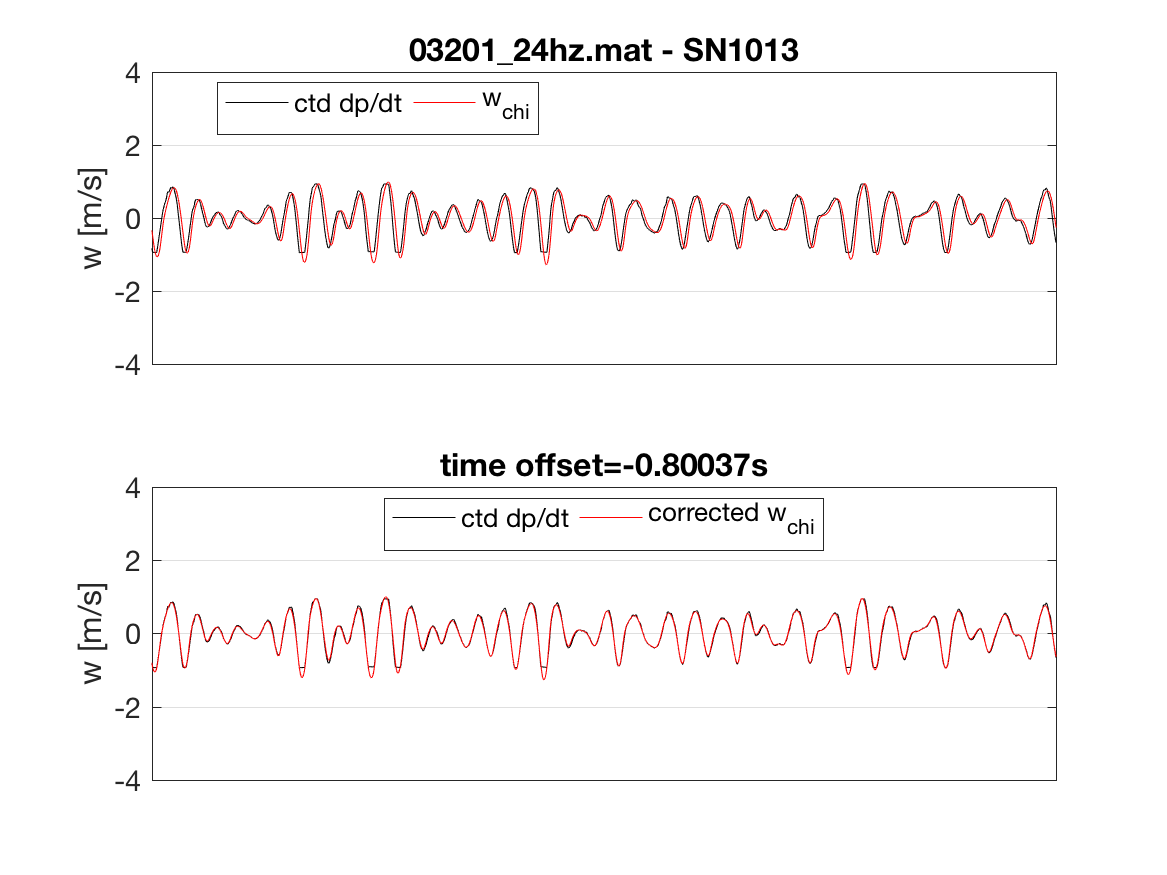 03201_24hz.mat - SN1013
4
ctd dp/dt w_chi
2
0
-2
-4
w [m/s]
time offset=-0.80037s
4
ctd dp/dt corrected w_chi
2
0
-2
-4
w [m/s]